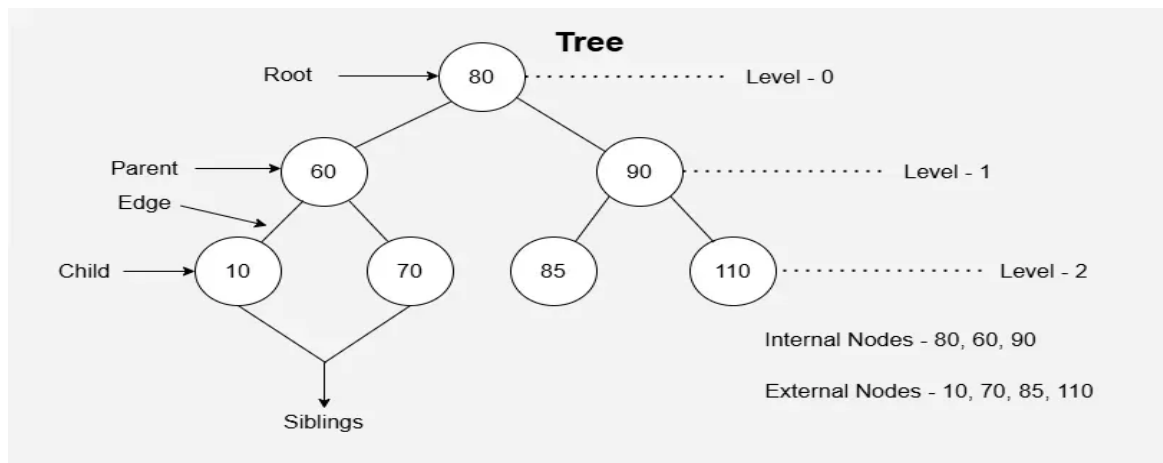 Tree
Root 80 Level - 0
Parent 60 90 Level - 1
Edge
Child 10 70 85 110 Level - 2
Internal Nodes - 80, 60, 90
External Nodes - 10, 70, 85, 110
Siblings